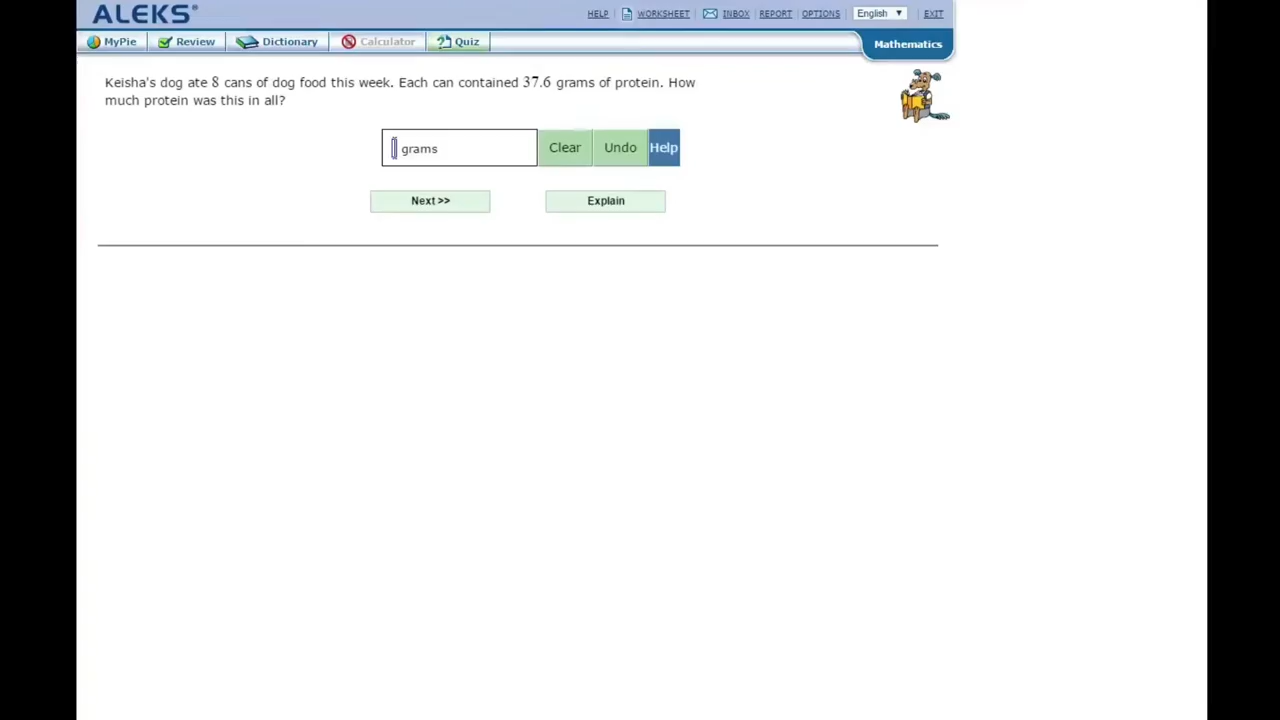 ALEKS®
HELP WORKSHEET INBOX REPORT OPTIONS English EXIT
MyPie Review Dictionary Calculator Quiz Mathematics
Keisha's dog ate 8 cans of dog food this week. Each can contained 37.6 grams of protein. How
much protein was this in all?
grams Clear Undo Help
Next >> Explain